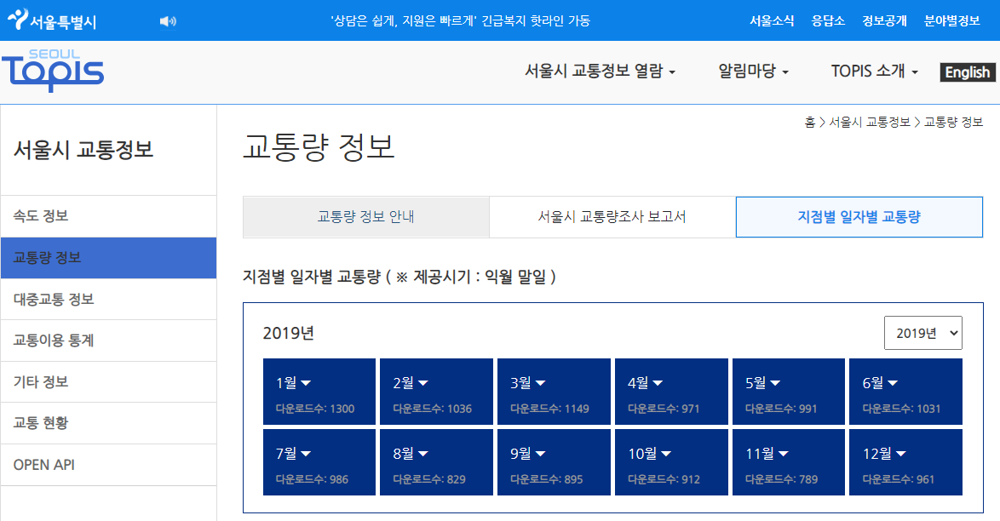 서울특별시
'상담은 쉽게, 지원은 빠르게' 긴급복지 핫라인 가동
서울소식 응답소 정보공개 분야별정보
SEOUL
Topis
서울시 교통정보 열람 알림마당 TOPIS 소개 English
홈 > 서울시 교통정보 > 교통량 정보
서울시 교통정보
속도 정보
교통량 정보
대중교통 정보
교통이용 통계
기타 정보
교통 현황
OPEN API
교통량 정보
교통량 정보 안내 서울시 교통량조사 보고서 지점별 일자별 교통량
지점별 일자별 교통량 ( ※ 제공시기 : 익월 말일 )
2019년 2019년
1월 2월 3월 4월 5월 6월
다운로드수: 1300 다운로드수: 1036 다운로드수: 1149 다운로드수: 971 다운로드수: 991 다운로드수: 1031
7월 8월 9월 10월 11월 12월
다운로드수: 986 다운로드수: 829 다운로드수: 895 다운로드수: 912 다운로드수: 789 다운로드수: 961